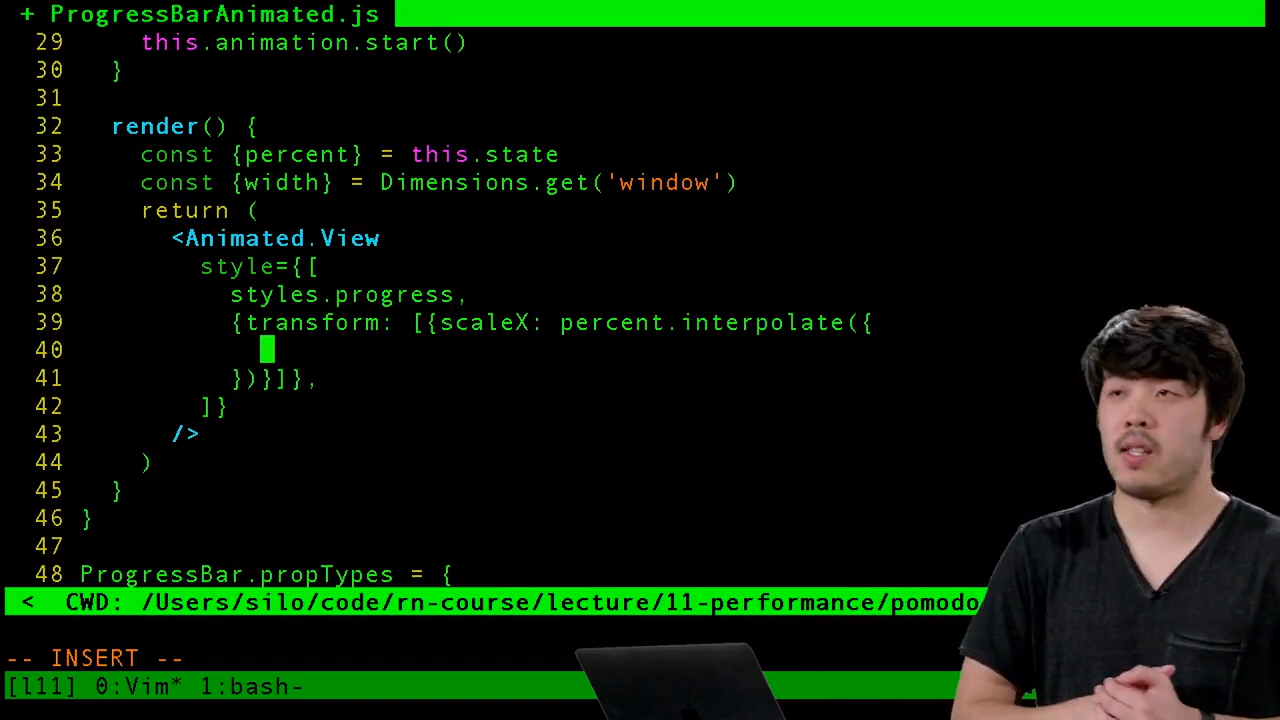 + ProgressBarAnimated.js
29 this.animation.start()
30 }
31
32 render() {
33 const {percent} = this.state
34 const {width} = Dimensions.get('window')
35 return (
36 <Animated.View
37 style={[
38 styles.progress,
39 {transform: [{scaleX: percent.interpolate({
40
41 })}]},
42 ]}
43 />
44 )
45 }
46 }
47
48 ProgressBar.propTypes = {
< CWD: /Users/silo/code/rn-course/lecture/11-performance/pomodo
-- INSERT --
[l11] 0:Vim* 1:bash-